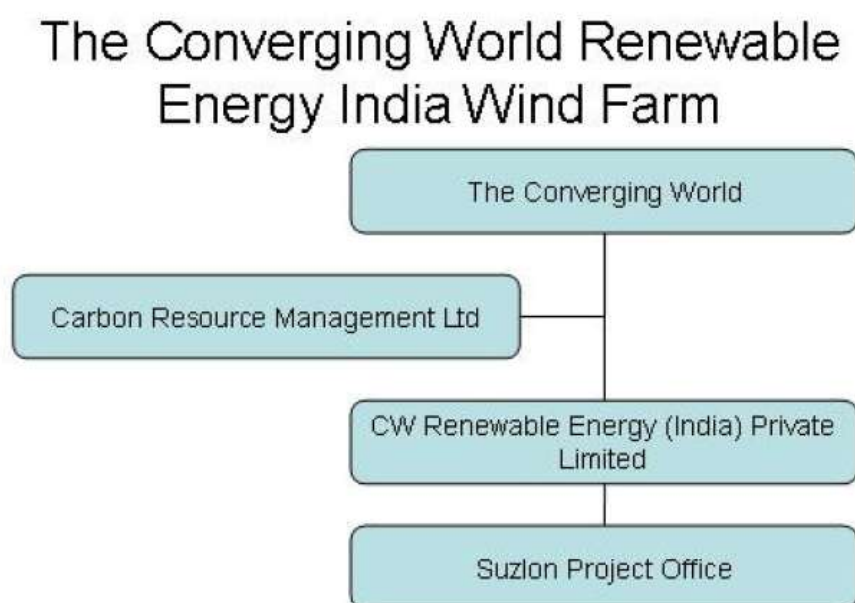 The Converging World Renewable
Energy India Wind Farm
The Converging World
Carbon Resource Management Ltd
CW Renewable Energy (India) Private
Limited
Suzlon Project Office